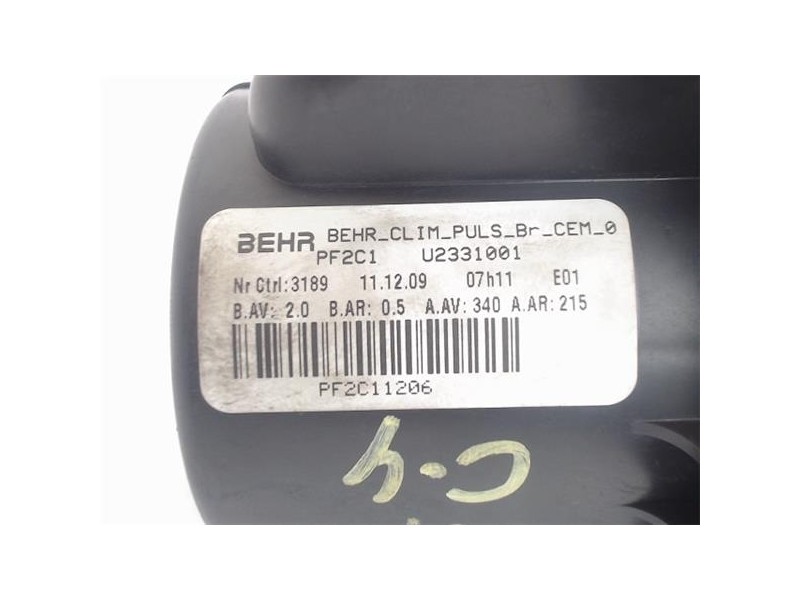 BEHR BEHR_CLIM_PULS_Br_CEM_0
PF2C1 U2331001
Nr Ctrl:3189 11.12.09 07h11 E01
B.AV: 2.0 B.AR: 0.5 A.AV: 340 A.AR: 215
PF2C11206